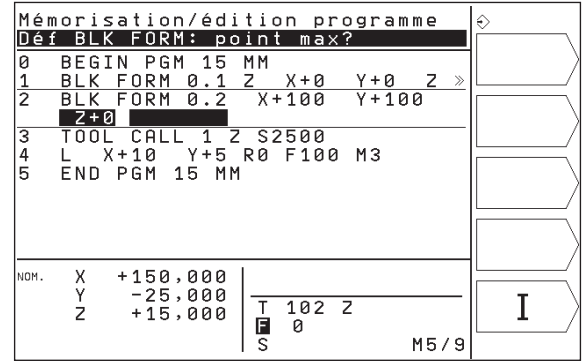 Mémorisation/édition programme
Déf BLK FORM: point max?
0 BEGIN PGM 15 MM
1 BLK FORM 0.1 Z X+0 Y+0 Z »
2 BLK FORM 0.2 X+100 Y+100
Z+0
3 TOOL CALL 1 Z S2500
4 L X+10 Y+5 R0 F100 M3
5 END PGM 15 MM
NOM. X +150,000
Y -25,000
Z +15,000
T 102 Z
F 0
S M5/9
I